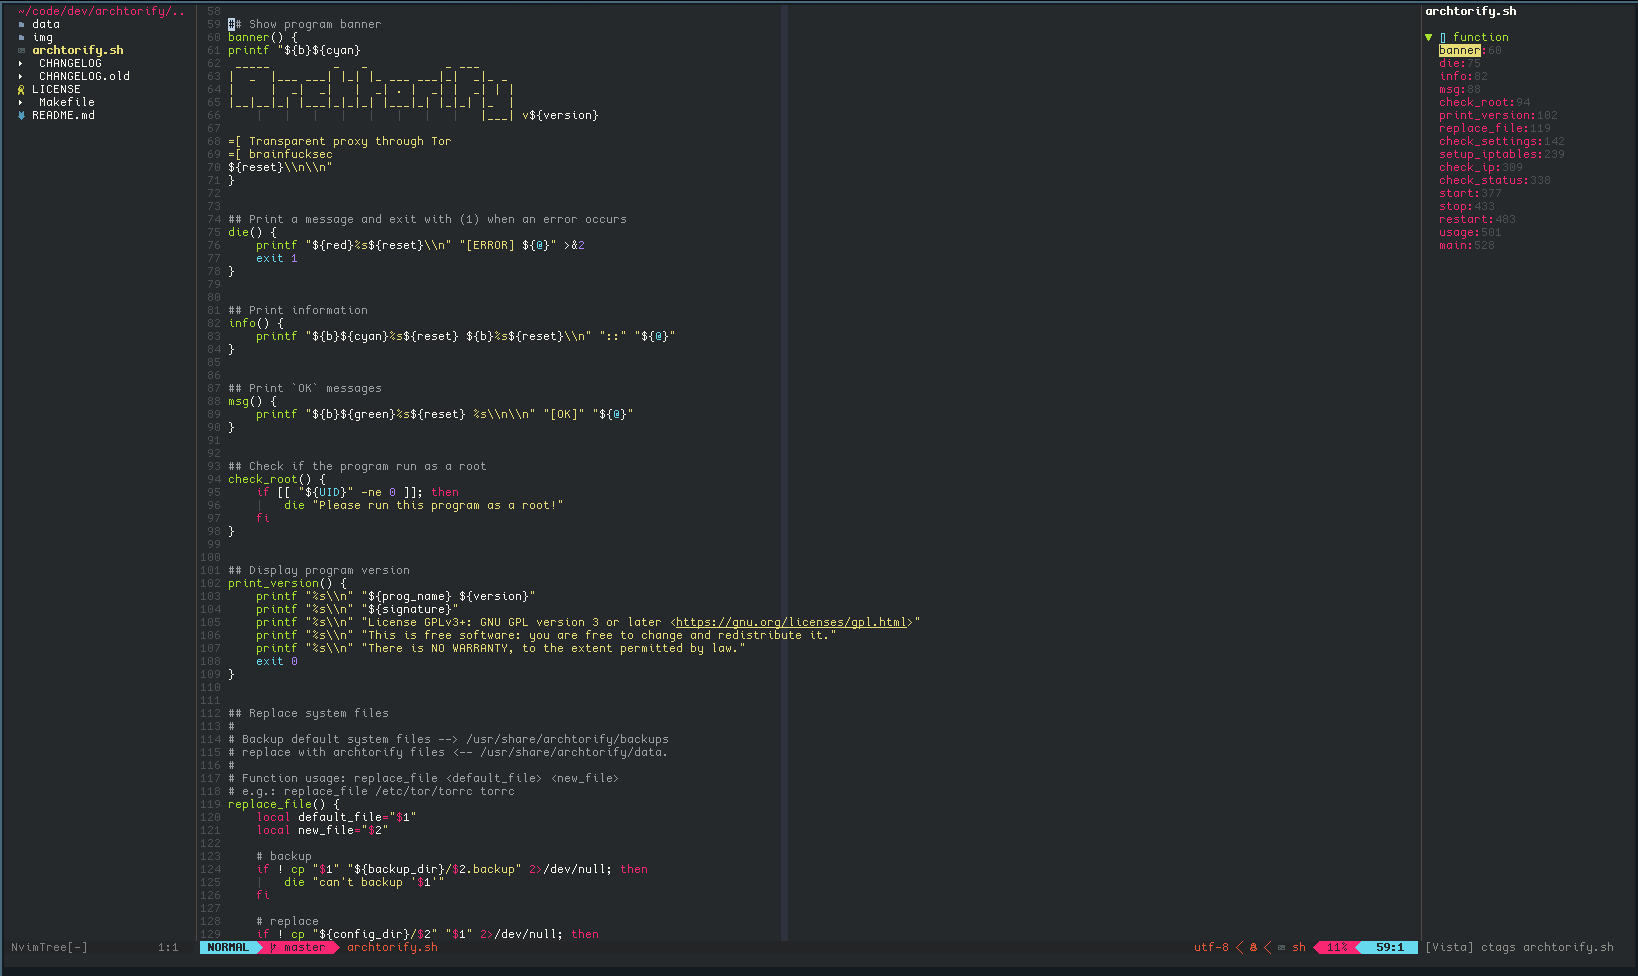 ~/code/dev/archtorify/..
data
img
archtorify.sh
CHANGELOG
CHANGELOG.old
LICENSE
Makefile
README.md
NvimTree[-] 1:1
58
59 ## Show program banner
60 banner() {
61 printf "${b}${cyan}
62  _____         _   _           _ ___
63 |  _  |___ ___| |_| |_ ___ ___|_|  _|_ _
64 |     |  _|  _|   |  _| . |  _| |  _| | |
65 |__|__|_| |___|_|_|_| |___|_| |_|_| |_  |
66                                     |___| v${version}
67
68 =[ Transparent proxy through Tor
69 =[ brainfucksec
70 ${reset}\\n\\n"
71 }
72
73
74 ## Print a message and exit with (1) when an error occurs
75 die() {
76     printf "${red}%s${reset}\\n" "[ERROR] ${@}" >&2
77     exit 1
78 }
79
80
81 ## Print information
82 info() {
83     printf "${b}${cyan}%s${reset} ${b}%s${reset}\\n" "::" "${@}"
84 }
85
86
87 ## Print `OK` messages
88 msg() {
89     printf "${b}${green}%s${reset} %s\\n\\n" "[OK]" "${@}"
90 }
91
92
93 ## Check if the program run as a root
94 check_root() {
95     if [[ "${UID}" -ne 0 ]]; then
96         die "Please run this program as a root!"
97     fi
98 }
99
100
101 ## Display program version
102 print_version() {
103     printf "%s\\n" "${prog_name} ${version}"
104     printf "%s\\n" "${signature}"
105     printf "%s\\n" "License GPLv3+: GNU GPL version 3 or later <https://gnu.org/licenses/gpl.html>"
106     printf "%s\\n" "This is free software: you are free to change and redistribute it."
107     printf "%s\\n" "There is NO WARRANTY, to the extent permitted by law."
108     exit 0
109 }
110
111
112 ## Replace system files
113 #
114 # Backup default system files --> /usr/share/archtorify/backups
115 # replace with archtorify files <-- /usr/share/archtorify/data.
116 #
117 # Function usage: replace_file <default_file> <new_file>
118 # e.g.: replace_file /etc/tor/torrc torrc
119 replace_file() {
120     local default_file="$1"
121     local new_file="$2"
122
123     # backup
124     if ! cp "$1" "${backup_dir}/$2.backup" 2>/dev/null; then
125         die "can't backup '$1'"
126     fi
127
128     # replace
129     if ! cp "${config_dir}/$2" "$1" 2>/dev/null; then
NORMAL master archtorify.sh utf-8 sh 11% 59:1
archtorify.sh
▼ [] function
banner:60
die:75
info:82
msg:88
check_root:94
print_version:102
replace_file:119
check_settings:142
setup_iptables:239
check_ip:309
check_status:338
start:377
stop:433
restart:483
usage:501
main:528
[Vista] ctags archtorify.sh